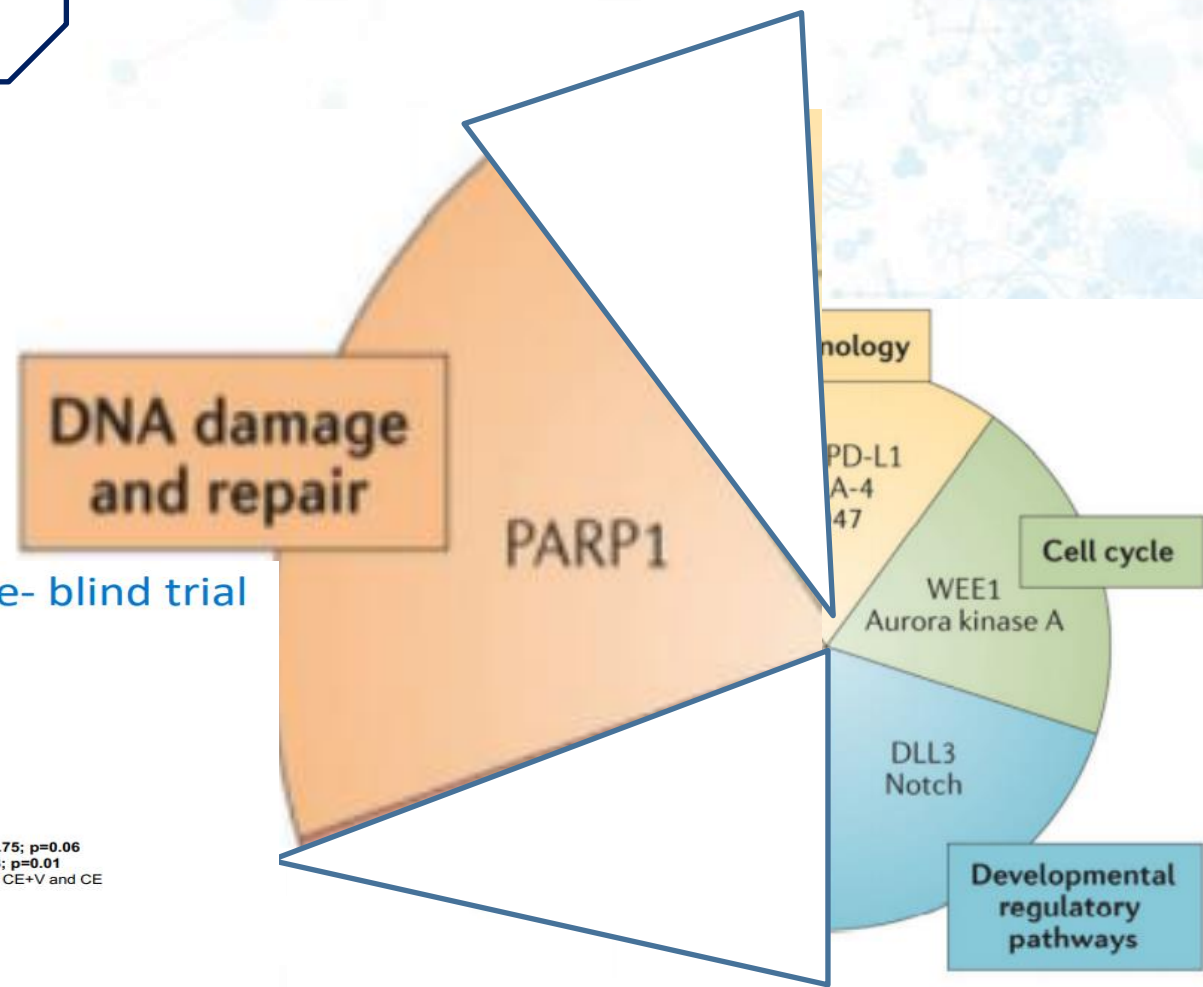 DNA damage
and repair
PARP1
e- blind trial
.75; p=0.06
; p=0.01
CE+V and CE
nology
PD-L1
A-4
47
Cell cycle
WEE1
Aurora kinase A
DLL3
Notch
Developmental
regulatory
pathways